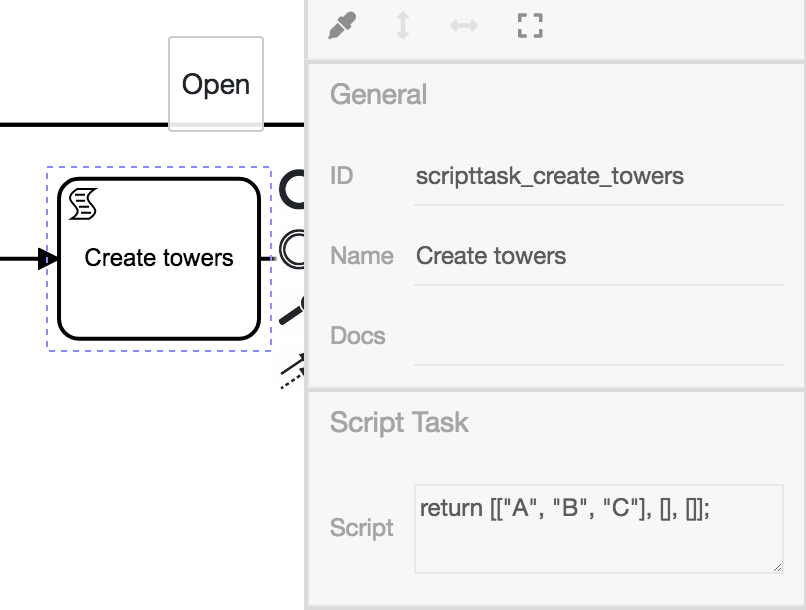 Open
Create towers
General
ID scripttask_create_towers
Name Create towers
Docs
Script Task
Script return [["A", "B", "C"], [], []];